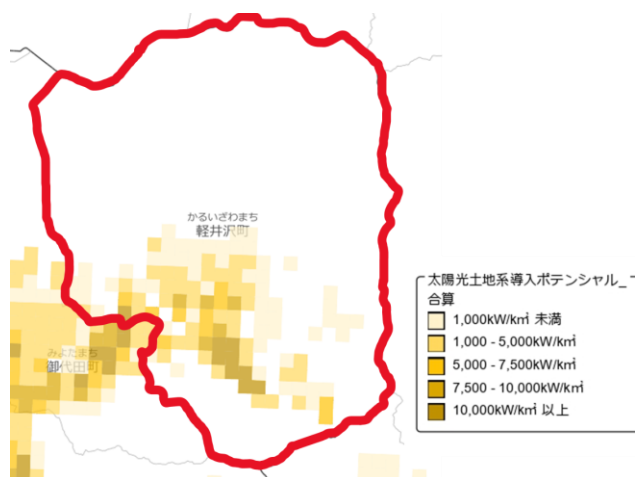 かるいざわまち
軽井沢町
みよたまち
御代田町
太陽光土地系導入ポテンシャル_
合算
1,000kW/k㎡ 未満
1,000 - 5,000kW/k㎡
5,000 - 7,500kW/k㎡
7,500 - 10,000kW/k㎡
10,000kW/k㎡ 以上